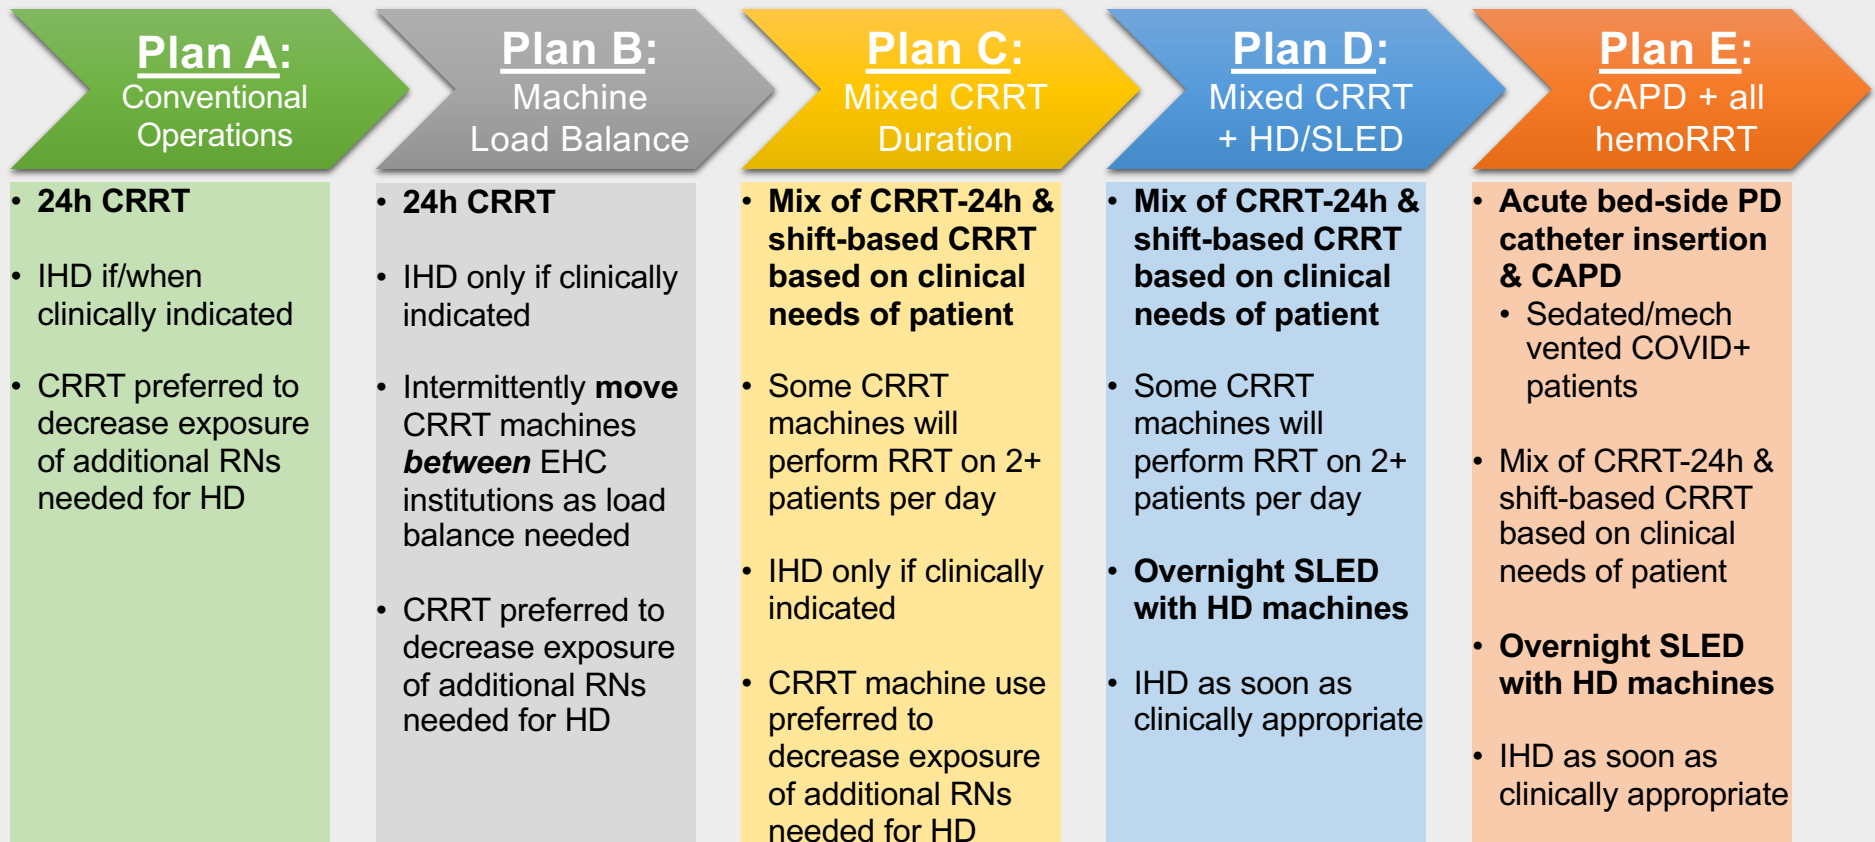 Plan A:
Conventional
Operations
• 24h CRRT
• IHD if/when
clinically indicated
• CRRT preferred to
decrease exposure
of additional RNs
needed for HD
Plan B:
Machine
Load Balance
• 24h CRRT
• IHD only if clinically
indicated
• Intermittently move
CRRT machines
between EHC
institutions as load
balance needed
• CRRT preferred to
decrease exposure
of additional RNs
needed for HD
Plan C:
Mixed CRRT
Duration
• Mix of CRRT-24h &
shift-based CRRT
based on clinical
needs of patient
• Some CRRT
machines will
perform RRT on 2+
patients per day
• IHD only if clinically
indicated
• CRRT machine use
preferred to
decrease exposure
of additional RNs
needed for HD
Plan D:
Mixed CRRT
+ HD/SLED
• Mix of CRRT-24h &
shift-based CRRT
based on clinical
needs of patient
• Some CRRT
machines will
perform RRT on 2+
patients per day
• Overnight SLED
with HD machines
• IHD as soon as
clinically appropriate
Plan E:
CAPD + all
hemoRRT
• Acute bed-side PD
catheter insertion
& CAPD
• Sedated/mech
vented COVID+
patients
• Mix of CRRT-24h &
shift-based CRRT
based on clinical
needs of patient
• Overnight SLED
with HD machines
• IHD as soon as
clinically appropriate